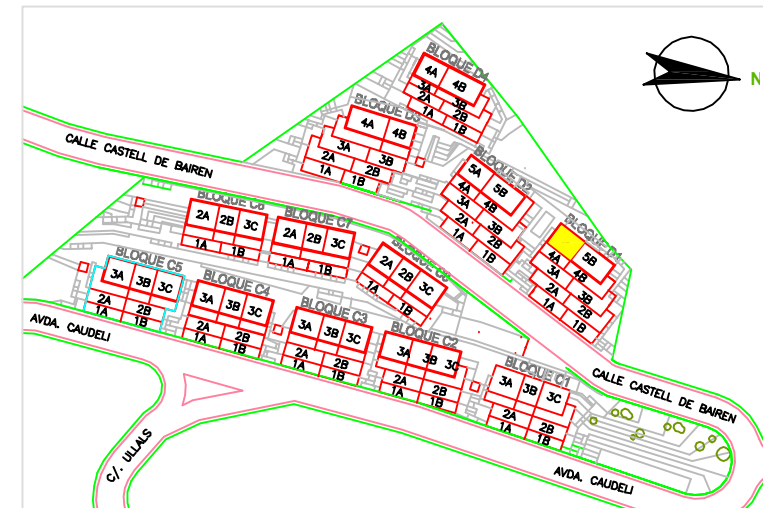 BLOQUE D4
4A 4B
3A 3B
2A 2B
1A 1B
N
BLOQUE D3
4A 4B
3A 3B
2A 2B
1A 1B
CALLE CASTELL DE BAIREN
BLOQUE D2
5A 5B
4A 4B
3A 3B
2A 2B
1A 1B
BLOQUE D1
5B
4A 4B
3A 3B
2A 2B
1A 1B
BLOQUE C6
2A 2B 3C
1A 1B
BLOQUE C7
2A 2B 3C
1A 1B
2A 2B 3C
1A 1B
BLOQUE C5
3A 3B 3C
2A 2B
1A 1B
BLOQUE C4
3A 3B 3C
2A 2B
1A 1B
BLOQUE C3
3A 3B 3C
2A 2B
1A 1B
BLOQUE C2
3A 3B 3C
2A 2B
1A 1B
BLOQUE C1
3A 3B 3C
2A 2B
1A 1B
AVDA. CAUDELI
CALLE CASTELL DE BAIREN
C/. ULLALS
AVDA. CAUDELI